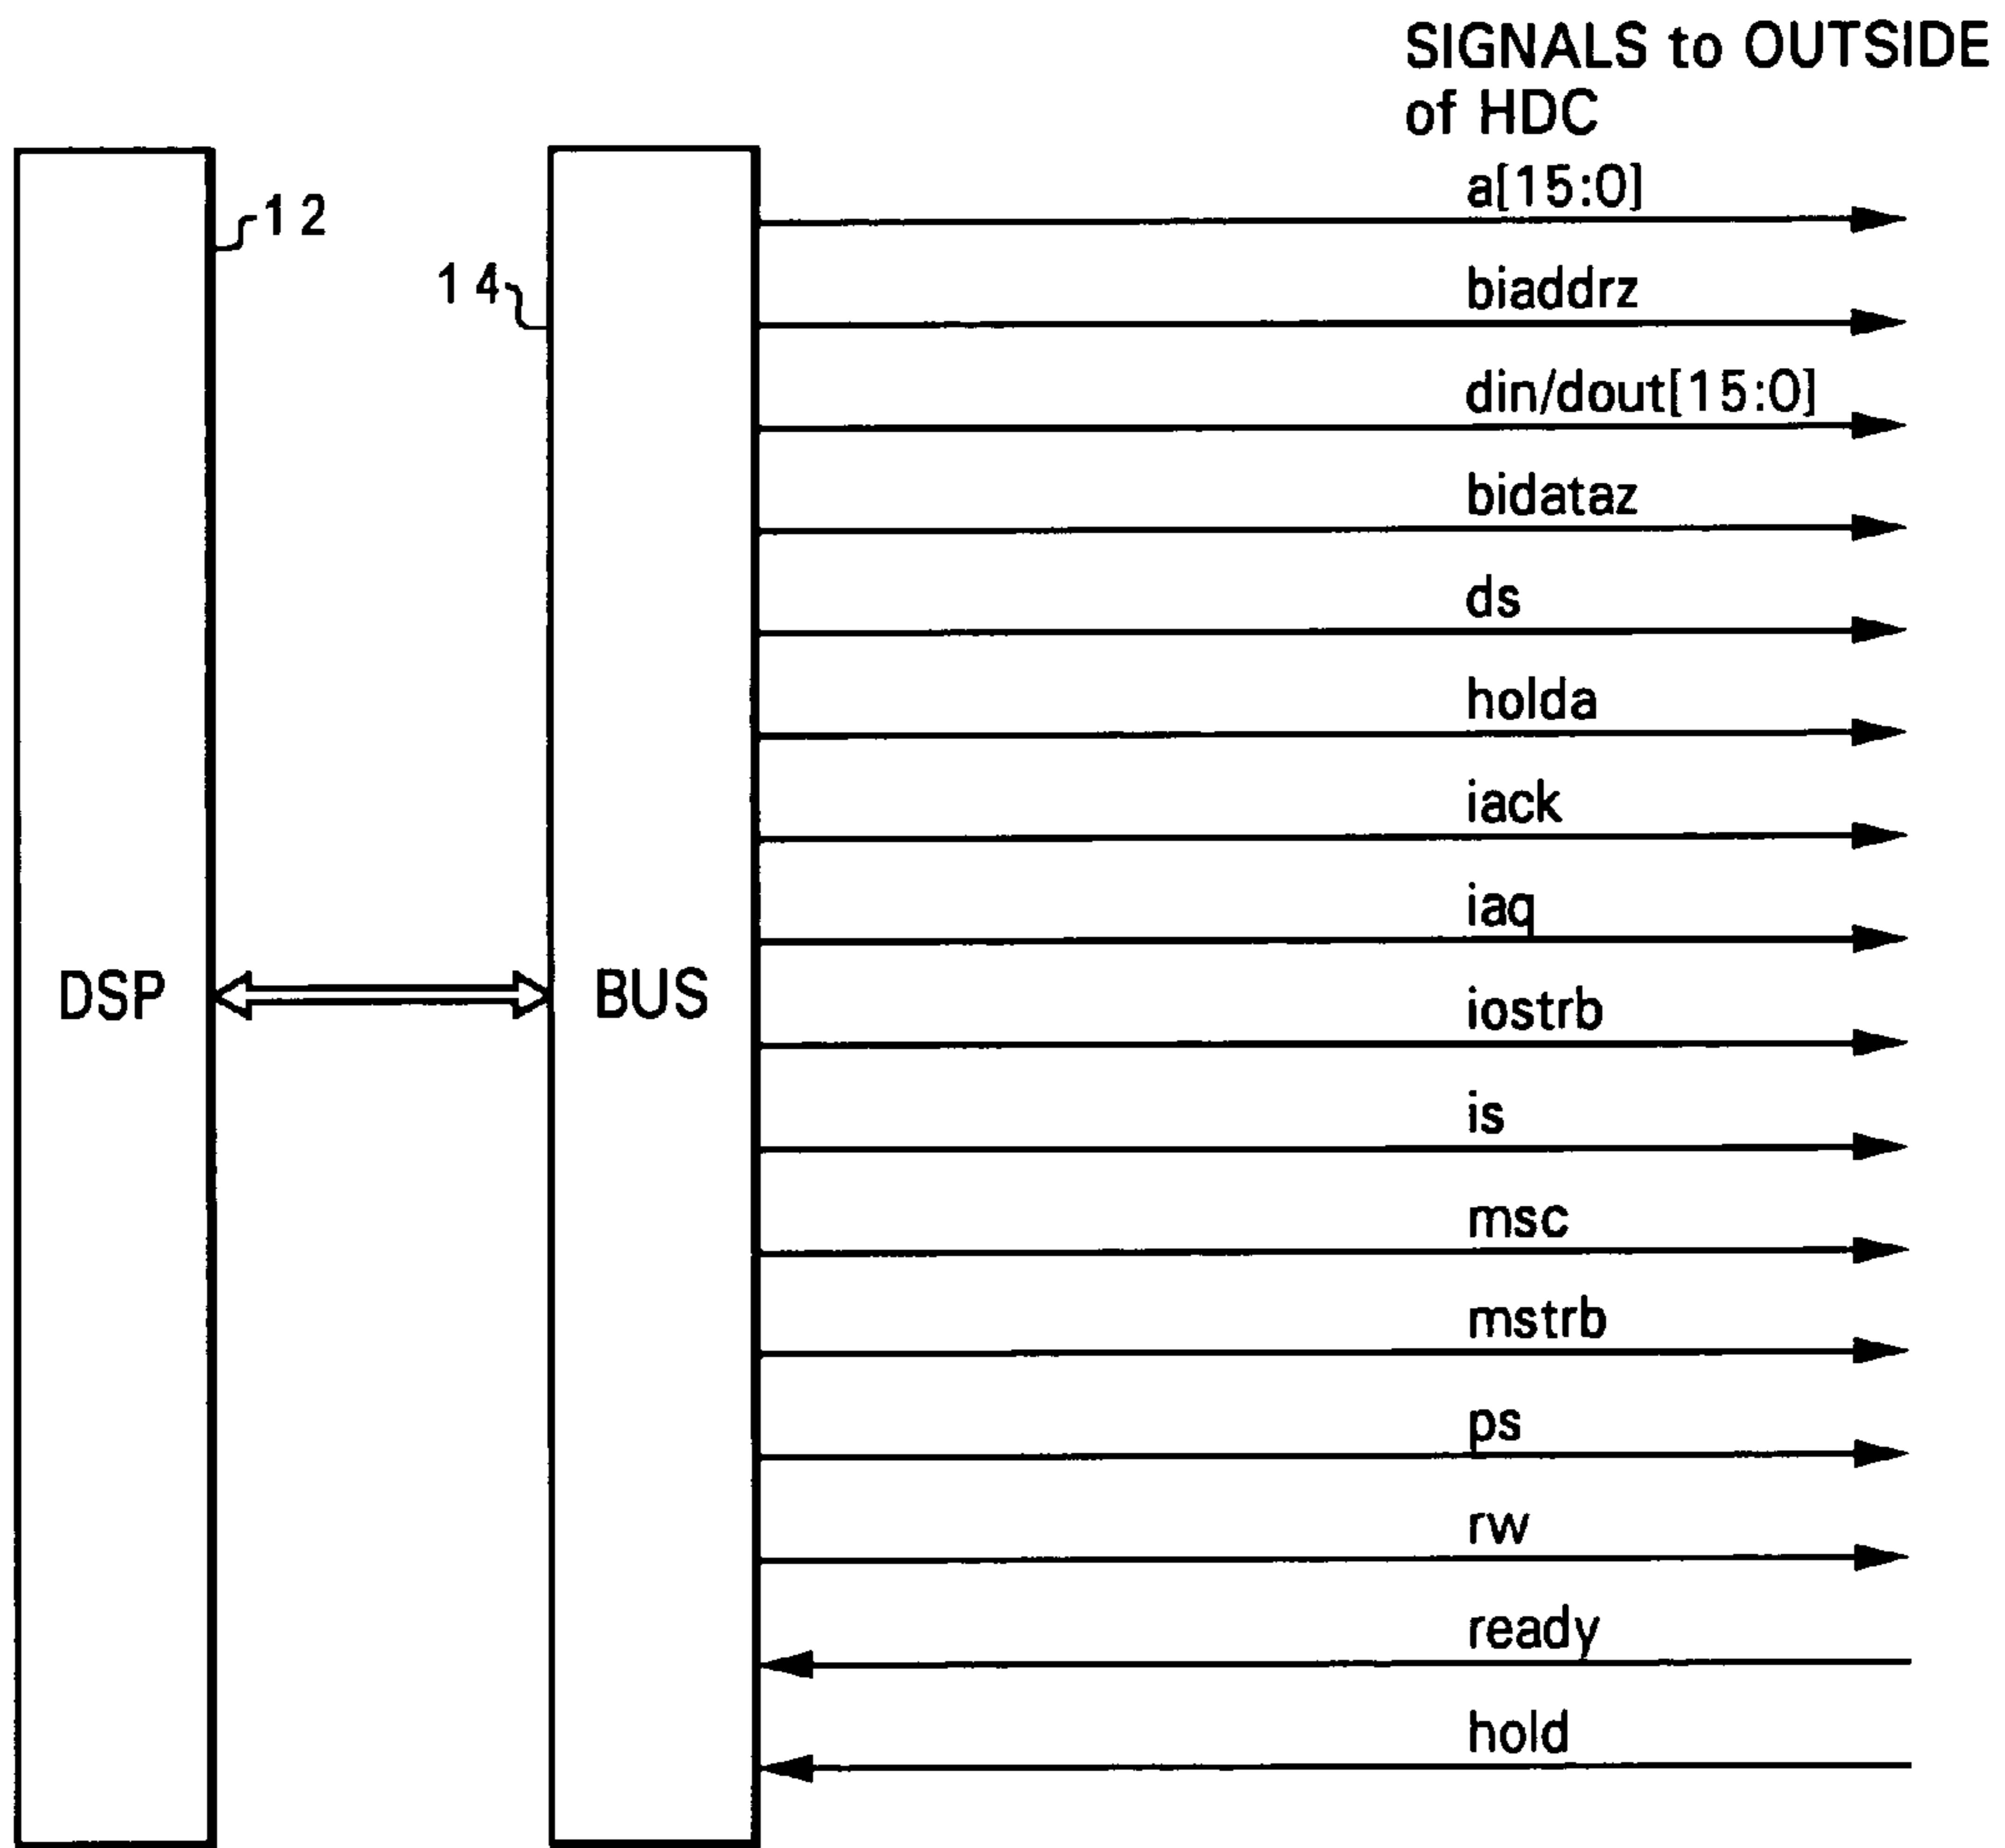 SIGNALS to OUTSIDE
of HDC
a[15:0]
12
biaddrz
14
din/dout[15:0]
bidataz
ds
holda
iack
iaq
DSP
BUS
iostrb
is
msc
mstrb
ps
rw
ready
hold